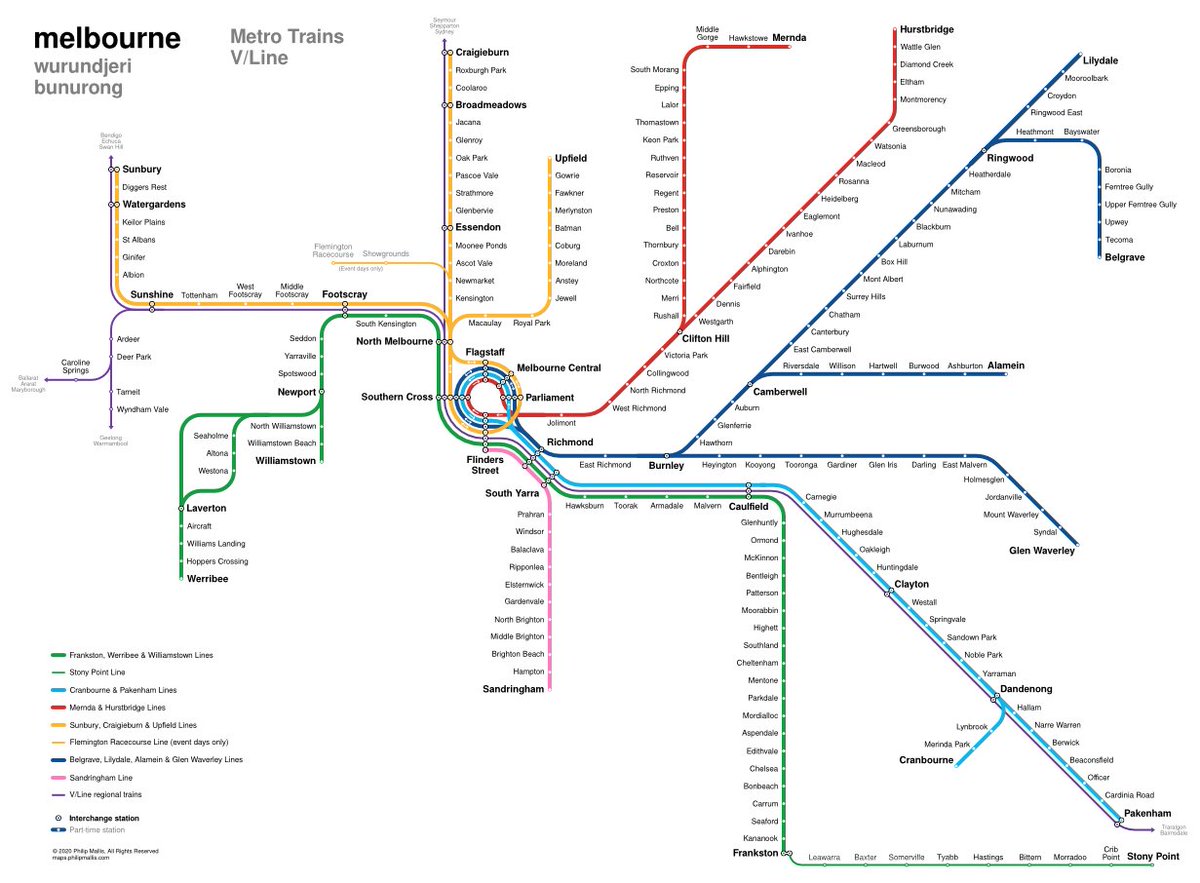 melbourne
wurundjeri
bunurong
Metro Trains
V/Line
Seymour
Shepparton
Sydney
Craigieburn
Roxburgh Park
Coolaroo
Broadmeadows
Jacana
Glenroy
Oak Park
Pascoe Vale
Strathmore
Glenbervie
Essendon
Moonee Ponds
Ascot Vale
Newmarket
Kensington
Flemington
Racecourse
Showgrounds
(Event days only)
Upfield
Gowrie
Fawkner
Merlynston
Batman
Coburg
Moreland
Anstey
Jewell
Royal Park
Macaulay
Bendigo
Echuca
Swan Hill
Sunbury
Diggers Rest
Watergardens
Keilor Plains
St Albans
Ginifer
Albion
Sunshine
Tottenham
West
Footscray
Middle
Footscray
Footscray
South Kensington
North Melbourne
Ardeer
Deer Park
Caroline
Springs
Ballarat
Ararat
Maryborough
Tarneit
Wyndham Vale
Geelong
Warrnambool
Seddon
Yarraville
Spotswood
Newport
North Williamstown
Williamstown Beach
Williamstown
Seaholme
Altona
Westona
Laverton
Aircraft
Williams Landing
Hoppers Crossing
Werribee
Flagstaff
Melbourne Central
Southern Cross
Parliament
Flinders
Street
Jolimont
Richmond
South Yarra
Middle
Gorge
Hawkstowe
Mernda
South Morang
Epping
Lalor
Thomastown
Keon Park
Ruthven
Reservoir
Regent
Preston
Bell
Thornbury
Croxton
Northcote
Merri
Rushall
Clifton Hill
Victoria Park
Collingwood
North Richmond
West Richmond
Hurstbridge
Wattle Glen
Diamond Creek
Eltham
Montmorency
Greensborough
Watsonia
Macleod
Rosanna
Heidelberg
Eaglemont
Ivanhoe
Darebin
Alphington
Fairfield
Dennis
Westgarth
Lilydale
Mooroolbark
Croydon
Ringwood East
Heathmont
Bayswater
Ringwood
Boronia
Ferntree Gully
Upper Ferntree Gully
Upwey
Tecoma
Belgrave
Heatherdale
Mitcham
Nunawading
Blackburn
Laburnum
Box Hill
Mont Albert
Surrey Hills
Chatham
Canterbury
East Camberwell
Riversdale
Willison
Hartwell
Burwood
Ashburton
Alamein
Camberwell
Auburn
Glenferrie
Hawthorn
East Richmond
Burnley
Heyington
Kooyong
Tooronga
Gardiner
Glen Iris
Darling
East Malvern
Holmesglen
Jordanville
Mount Waverley
Syndal
Glen Waverley
Hawksburn
Toorak
Armadale
Malvern
Caulfield
Carnegie
Murrumbeena
Hughesdale
Oakleigh
Huntingdale
Clayton
Westall
Springvale
Sandown Park
Noble Park
Yarraman
Dandenong
Hallam
Narre Warren
Berwick
Beaconsfield
Officer
Cardinia Road
Pakenham
Traralgon
Bairnsdale
Lynbrook
Merinda Park
Cranbourne
Prahran
Windsor
Balaclava
Ripponlea
Elsternwick
Gardenvale
North Brighton
Middle Brighton
Brighton Beach
Hampton
Sandringham
Glenhuntly
Ormond
McKinnon
Bentleigh
Patterson
Moorabbin
Highett
Southland
Cheltenham
Mentone
Parkdale
Mordialloc
Aspendale
Edithvale
Chelsea
Bonbeach
Carrum
Seaford
Kananook
Frankston
Leawarra
Baxter
Somerville
Tyabb
Hastings
Bittern
Morradoo
Crib
Point
Stony Point
Frankston, Werribee & Williamstown Lines
Stony Point Line
Cranbourne & Pakenham Lines
Mernda & Hurstbridge Lines
Sunbury, Craigieburn & Upfield Lines
Flemington Racecourse Line (event days only)
Belgrave, Lilydale, Alamein & Glen Waverley Lines
Sandringham Line
V/Line regional trains
Interchange station
Part-time station
© 2020 Philip Mallis, All Rights Reserved
maps.philipmallis.com